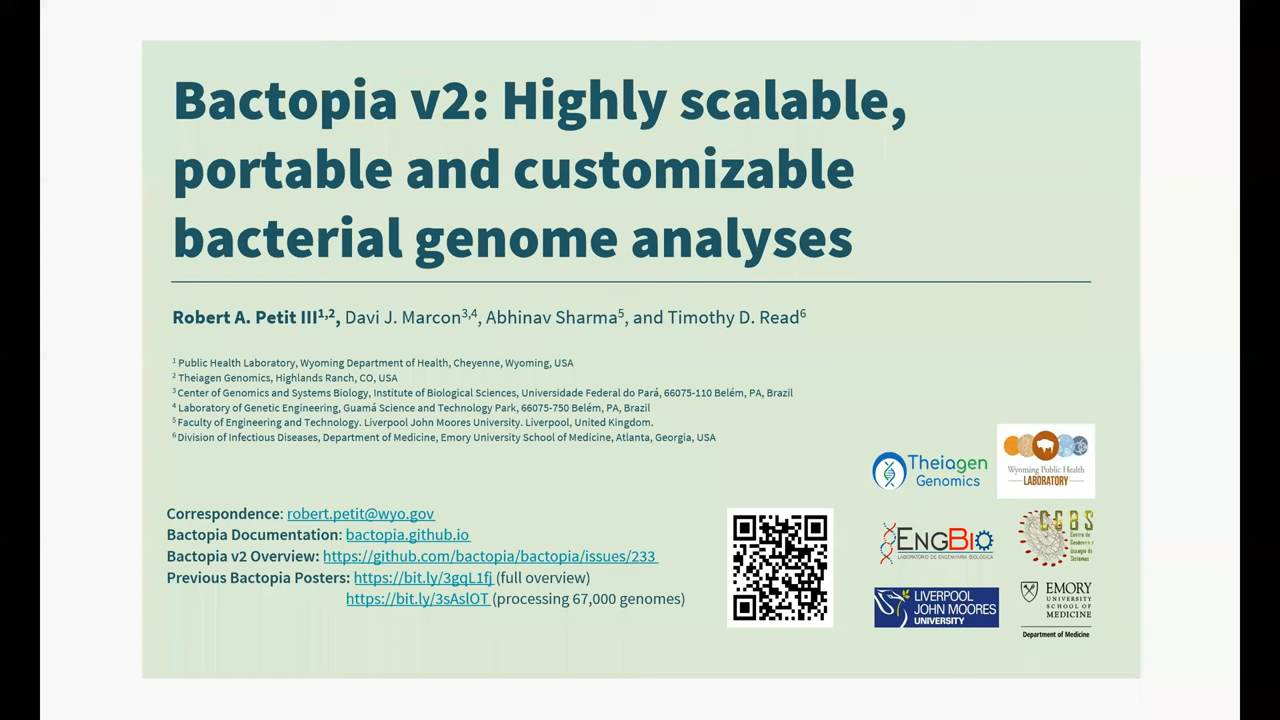 Bactopia v2: Highly scalable,
portable and customizable
bacterial genome analyses
Robert A. Petit III1,2, Davi J. Marcon3,4, Abhinav Sharma5, and Timothy D. Read6
1 Public Health Laboratory, Wyoming Department of Health, Cheyenne, Wyoming, USA
2 Theiagen Genomics, Highlands Ranch, CO, USA
3 Center of Genomics and Systems Biology, Institute of Biological Sciences, Universidade Federal do Pará, 66075-110 Belém, PA, Brazil
4 Laboratory of Genetic Engineering, Guamá Science and Technology Park, 66075-750 Belém, PA, Brazil
5 Faculty of Engineering and Technology. Liverpool John Moores University. Liverpool, United Kingdom.
6 Division of Infectious Diseases, Department of Medicine, Emory University School of Medicine, Atlanta, Georgia, USA
Theiagen
Genomics
Wyoming Public Health
LABORATORY
Correspondence: robert.petit@wyo.gov
Bactopia Documentation: bactopia.github.io
Bactopia v2 Overview: https://github.com/bactopia/bactopia/issues/233
Previous Bactopia Posters: https://bit.ly/3gqL1fj (full overview)
https://bit.ly/3sAslOT (processing 67,000 genomes)
ENGBIO
LABORATÓRIO DE ENGENHARIA BIOLÓGICA
CGBS
Centro de
Sistemas
LIVERPOOL
JOHN MOORES
UNIVERSITY
EMORY
UNIVERSITY
SCHOOL OF
MEDICINE
Department of Medicine